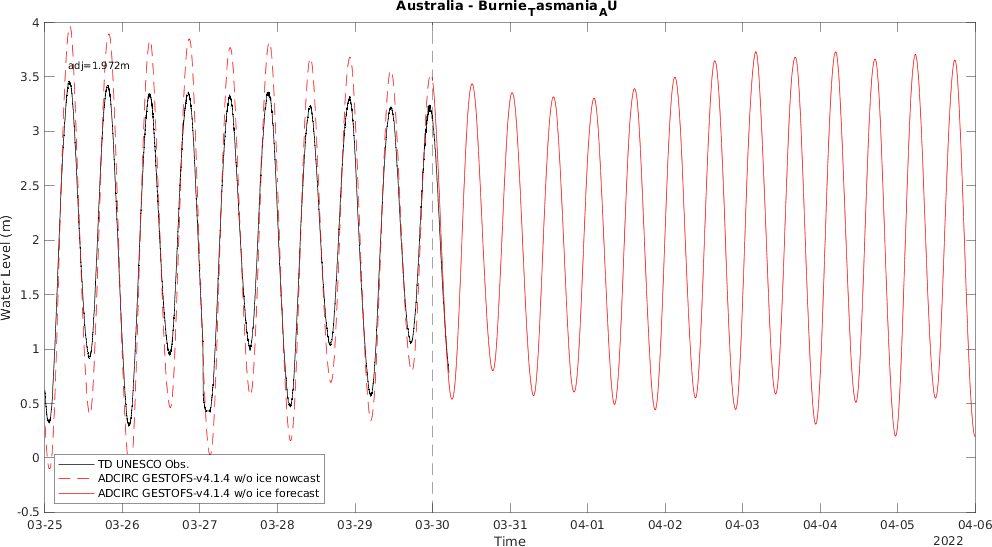 Australia - Burnie_Tasmania_AU
adj=1.972m
Water Level (m)
4
3.5
3
2.5
2
1.5
1
0.5
0
-0.5
TD UNESCO Obs.
ADCIRC GESTOFS-v4.1.4 w/o ice nowcast
ADCIRC GESTOFS-v4.1.4 w/o ice forecast
03-25 03-26 03-27 03-28 03-29 03-30 03-31 04-01 04-02 04-03 04-04 04-05 04-06
Time
2022